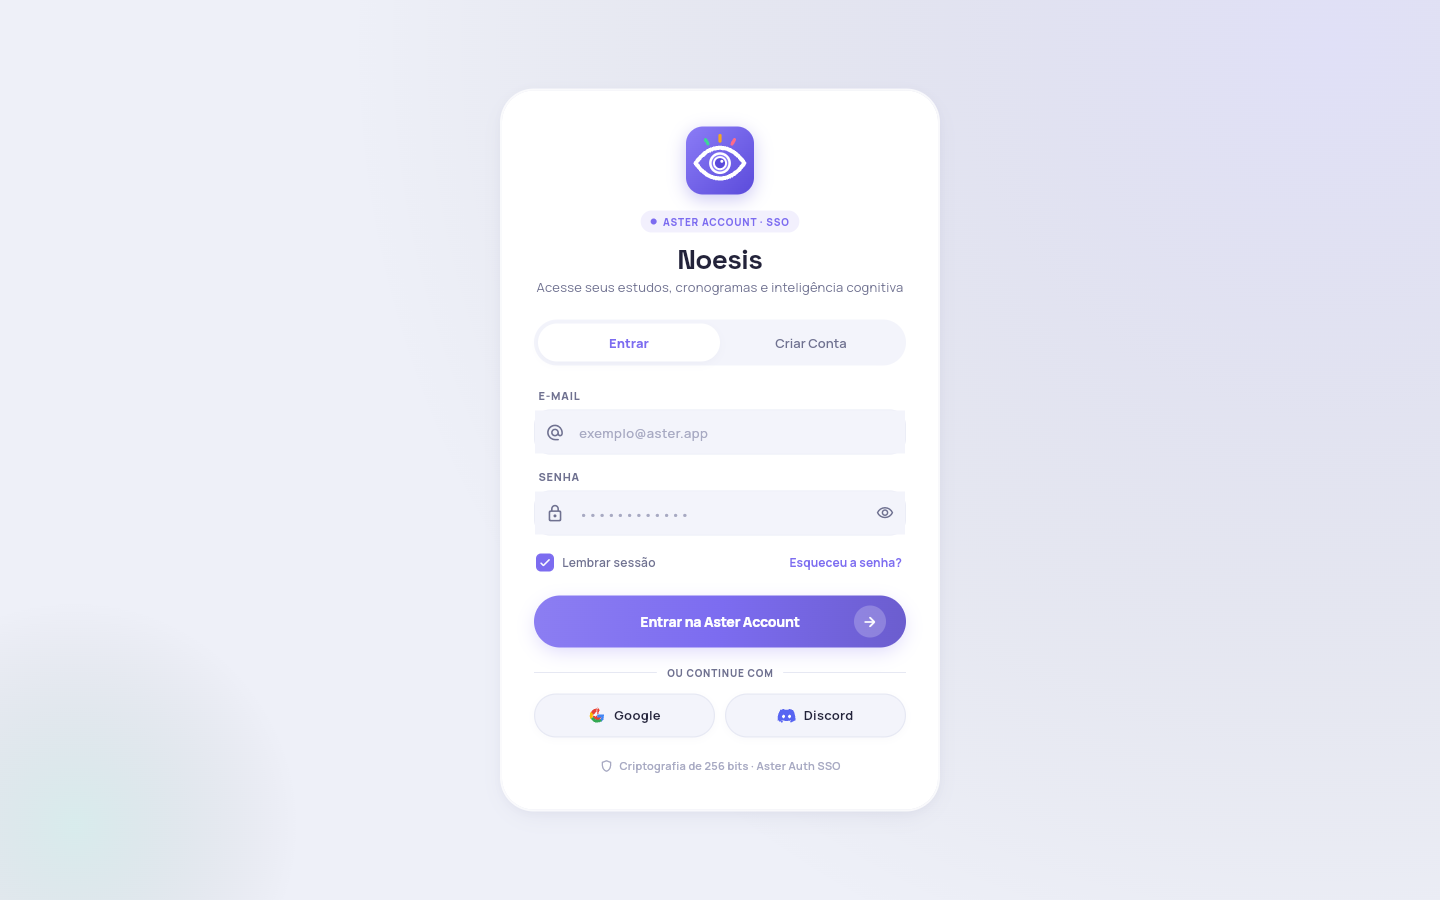 ASTER ACCOUNT · SSO
Noesis
Acesse seus estudos, cronogramas e inteligência cognitiva
Entrar
Criar Conta
E-MAIL
exemplo@aster.app
SENHA
••••••••••••
Lembrar sessão
Esqueceu a senha?
Entrar na Aster Account
OU CONTINUE COM
Google
Discord
Criptografia de 256 bits · Aster Auth SSO